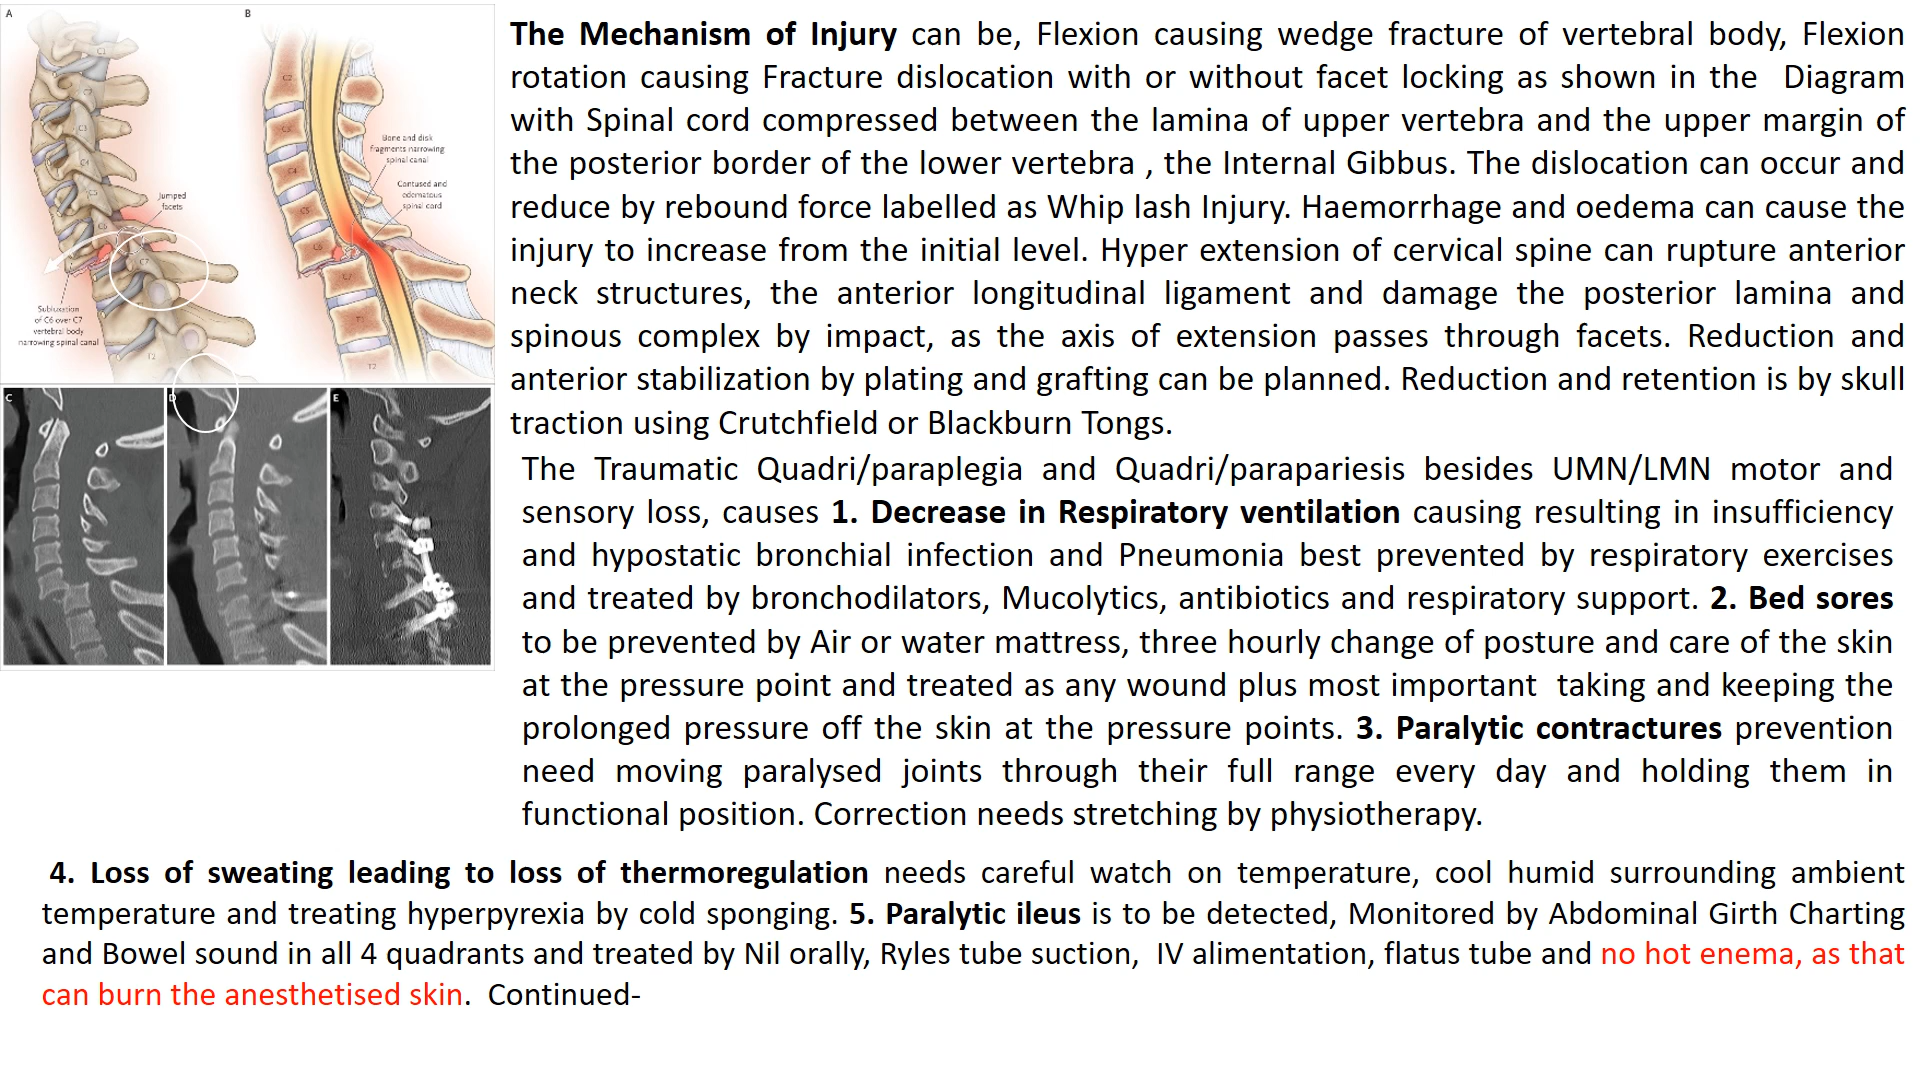 A
B
C2
C2
C3
C3
C4
C4
C5
C5
C6
C6
C7
C7
T1
T2
T2
Bone and disk
fragments narrowing
spinal canal
Contused and
edematous
spinal cord
Jumped
facets
Subluxation
of C6 over C7
vertebral body
narrowing spinal canal
C
D
E
The Mechanism of Injury can be, Flexion causing wedge fracture of vertebral body, Flexion
rotation causing Fracture dislocation with or without facet locking as shown in the Diagram
with Spinal cord compressed between the lamina of upper vertebra and the upper margin of
the posterior border of the lower vertebra , the Internal Gibbus. The dislocation can occur and
reduce by rebound force labelled as Whip lash Injury. Haemorrhage and oedema can cause the
injury to increase from the initial level. Hyper extension of cervical spine can rupture anterior
neck structures, the anterior longitudinal ligament and damage the posterior lamina and
spinous complex by impact, as the axis of extension passes through facets. Reduction and
anterior stabilization by plating and grafting can be planned. Reduction and retention is by skull
traction using Crutchfield or Blackburn Tongs.
The Traumatic Quadri/paraplegia and Quadri/parapariesis besides UMN/LMN motor and
sensory loss, causes 1. Decrease in Respiratory ventilation causing resulting in insufficiency
and hypostatic bronchial infection and Pneumonia best prevented by respiratory exercises
and treated by bronchodilators, Mucolytics, antibiotics and respiratory support. 2. Bed sores
to be prevented by Air or water mattress, three hourly change of posture and care of the skin
at the pressure point and treated as any wound plus most important taking and keeping the
prolonged pressure off the skin at the pressure points. 3. Paralytic contractures prevention
need moving paralysed joints through their full range every day and holding them in
functional position. Correction needs stretching by physiotherapy.
4. Loss of sweating leading to loss of thermoregulation needs careful watch on temperature, cool humid surrounding ambient
temperature and treating hyperpyrexia by cold sponging. 5. Paralytic ileus is to be detected, Monitored by Abdominal Girth Charting
and Bowel sound in all 4 quadrants and treated by Nil orally, Ryles tube suction, IV alimentation, flatus tube and no hot enema, as that
can burn the anesthetised skin. Continued-